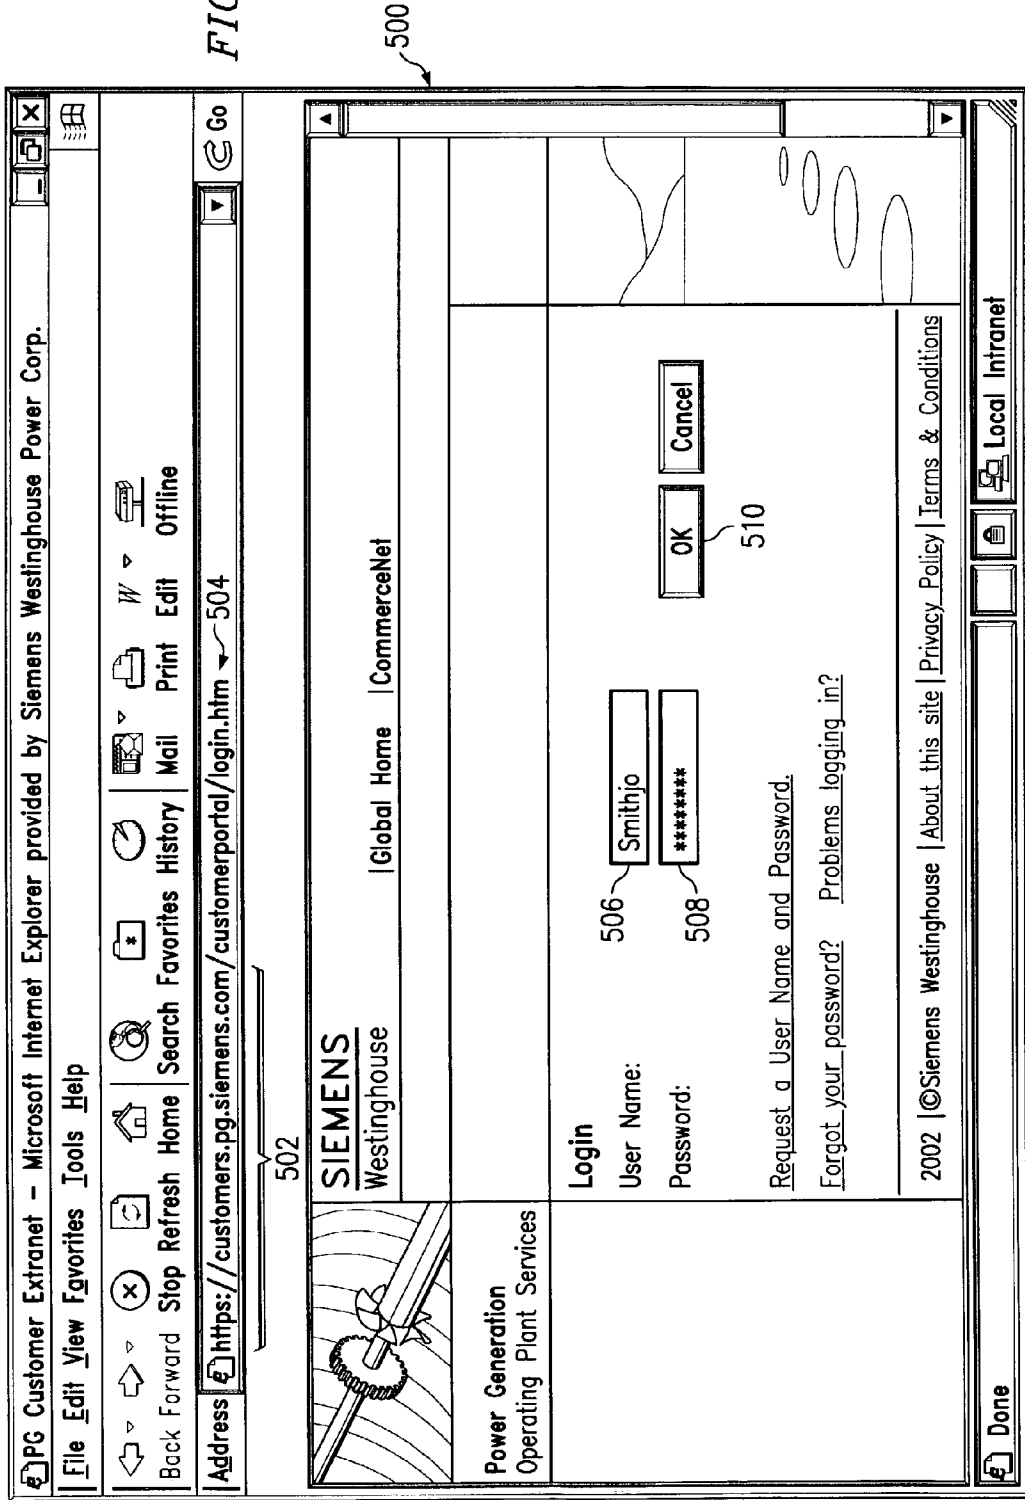 PG Customer Extranet – Microsoft Internet Explorer provided by Siemens Westinghouse Power Corp.
File Edit View Favorites Tools Help
Back Forward Stop Refresh Home Search Favorites History Mail Print Edit Offline
W
Address https://customers.pg.siemens.com/customerportal/login.htm 504 Go
502
FIG
500
SIEMENS
Westinghouse
|Global Home |CommerceNet
Power Generation
Operating Plant Services
Login
User Name: 506 Smithjo
Password: 508 ********
OK Cancel
510
Request a User Name and Password.
Forgot your password? Problems logging in?
2002 |©Siemens Westinghouse |About this site |Privacy Policy |Terms & Conditions
Done Local Intranet